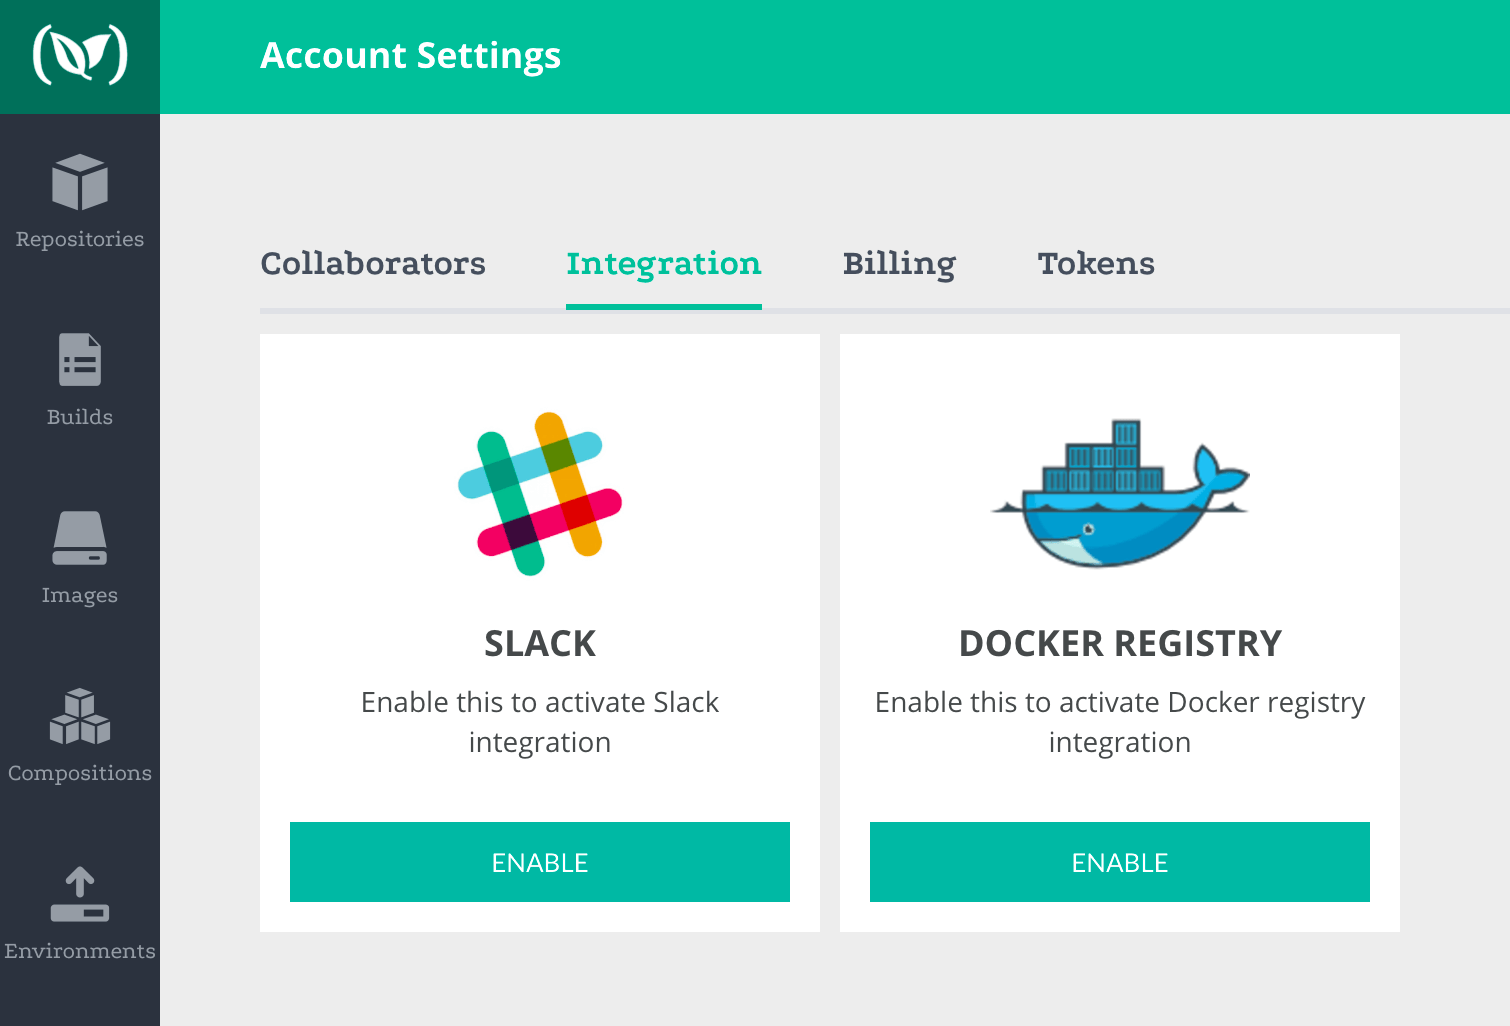 Account Settings
Repositories
Builds
Images
Compositions
Environments
Collaborators
Integration
Billing
Tokens
SLACK
Enable this to activate Slack
integration
ENABLE
DOCKER REGISTRY
Enable this to activate Docker registry
integration
ENABLE